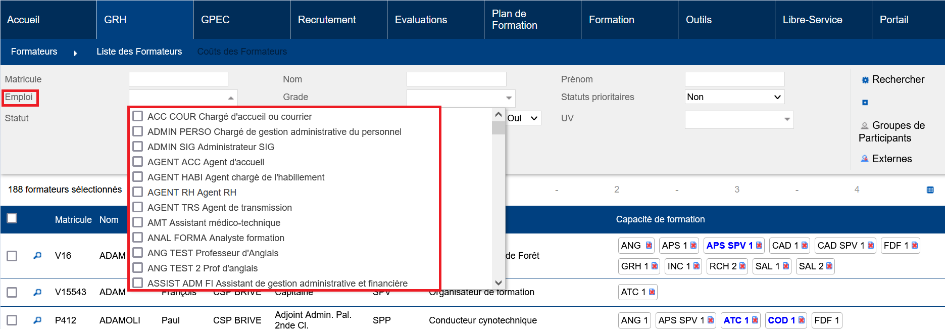 Accueil GRH GPEC Recrutement Evaluations Plan de Formation Formation Outils Libre-Service Portail
Formateurs Liste des Formateurs Coûts des Formateurs
Matricule Nom Prénom Rechercher
Emploi Grade Statuts prioritaires Non
Statut Oui UV
Groupes de Participants
Externes
ACC COUR Chargé d'accueil ou courrier
ADMIN PERSO Chargé de gestion administrative du personnel
ADMIN SIG Administrateur SIG
AGENT ACC Agent d'accueil
AGENT HABI Agent chargé de l'habillement
AGENT RH Agent RH
AGENT TRS Agent de transmission
AMT Assistant médico-technique
ANAL FORMA Analyste formation
ANG TEST Professeur d'Anglais
ANG TEST 2 Prof d'anglais
ASSIST ADM FI Assistant de gestion administrative et financière
188 formateurs sélectionnés - 2 - 3 - 4
Matricule Nom Capacité de formation
V16 ADAM de Forêt ANG APS 1 APS SPV 1 CAD 1 CAD SPV 1 FDF 1
GRH 1 INC 1 RCH 2 SAL 1 SAL 2
V15543 ADAM François CSP BRIVE Capitaine SPV Organisateur de formation ATC 1
P412 ADAMOLI Paul CSP BRIVE Adjoint Admin. Pal. 2nde Cl. SPP Conducteur cynotechnique ANG 1 APS SPV 1 ATC 1 COD 1 FDF 1